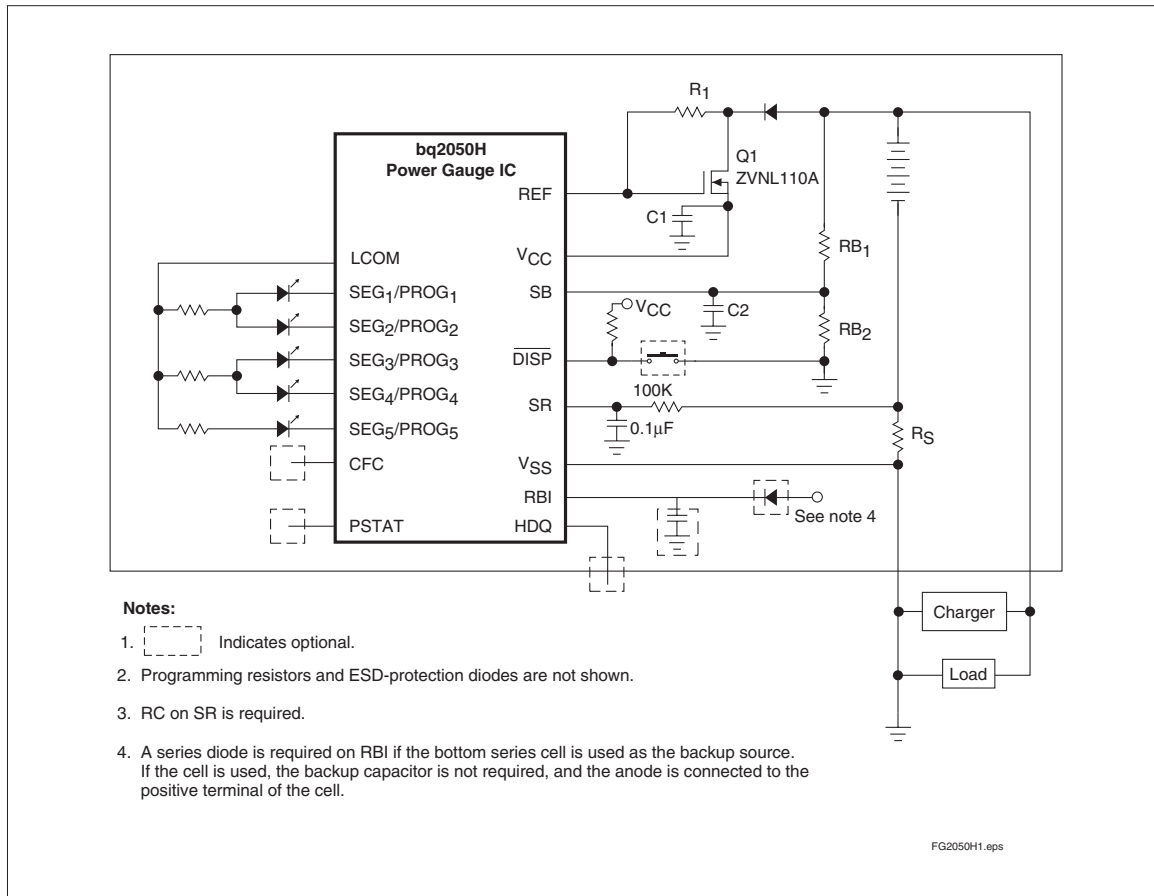 bq2050H
Power Gauge IC
REF
VCC
SB
DISP
SR
VSS
RBI
HDQ
LCOM
SEG1/PROG1
SEG2/PROG2
SEG3/PROG3
SEG4/PROG4
SEG5/PROG5
CFC
PSTAT
R1
Q1
ZVNL110A
C1
RB1
VCC
C2
RB2
100K
0.1µF
RS
See note 4
Charger
Load
Notes:
1. Indicates optional.
2. Programming resistors and ESD-protection diodes are not shown.
3. RC on SR is required.
4. A series diode is required on RBI if the bottom series cell is used as the backup source.
If the cell is used, the backup capacitor is not required, and the anode is connected to the
positive terminal of the cell.
FG2050H1.eps